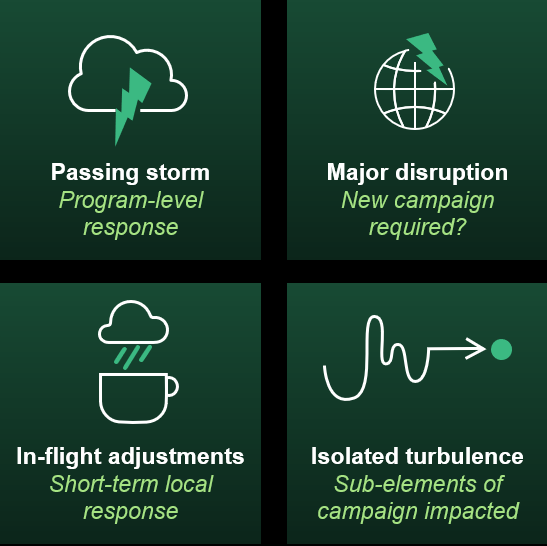 Passing storm
Program-level
response
Major disruption
New campaign
required?
In-flight adjustments
Short-term local
response
Isolated turbulence
Sub-elements of
campaign impacted